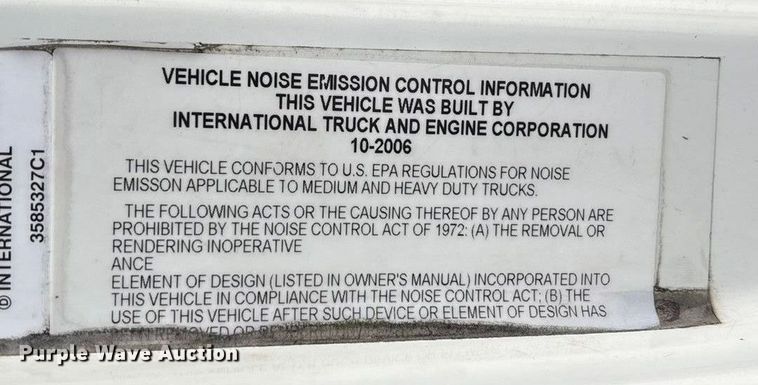 VEHICLE NOISE EMISSION CONTROL INFORMATION
THIS VEHICLE WAS BUILT BY
INTERNATIONAL TRUCK AND ENGINE CORPORATION
10-2006
THIS VEHICLE CONFORMS TO U.S. EPA REGULATIONS FOR NOISE
EMISSON APPLICABLE TO MEDIUM AND HEAVY DUTY TRUCKS.
THE FOLLOWING ACTS OR THE CAUSING THEREOF BY ANY PERSON ARE
PROHIBITED BY THE NOISE CONTROL ACT OF 1972: (A) THE REMOVAL OR
RENDERING INOPERATIVE
ANCE
ELEMENT OF DESIGN (LISTED IN OWNER'S MANUAL) INCORPORATED INTO
THIS VEHICLE IN COMPLIANCE WITH THE NOISE CONTROL ACT; (B) THE
USE OF THIS VEHICLE AFTER SUCH DEVICE OR ELEMENT OF DESIGN HAS
BEEN REMOVED OR
© INTERNATIONAL
3585327C1
Purple Wave Auction